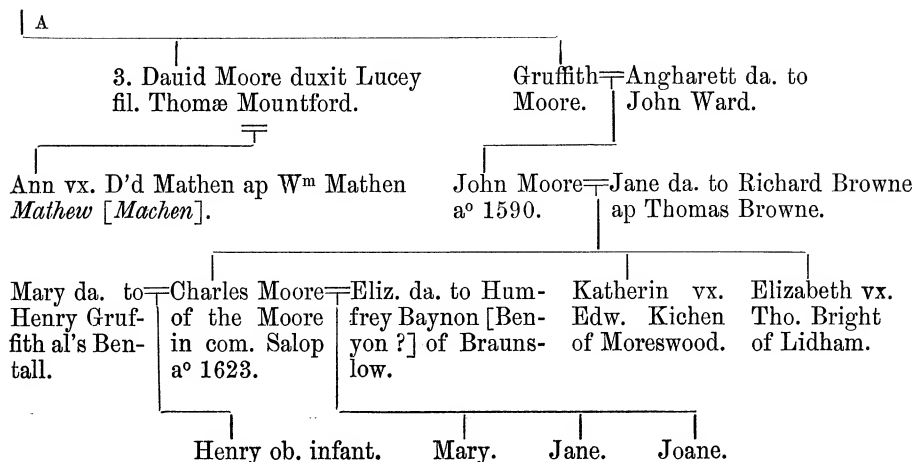 A
3. Dauid Moore duxit Lucey
fil. Thomæ Mountford.
Gruffith
Moore.
Angharett da. to
John Ward.
Ann vx. D'd Mathen ap Wᵐ Mathen
Mathew [Machen].
John Moore
aº 1590.
Jane da. to Richard Browne
ap Thomas Browne.
Mary da. to
Henry Gruf-
fith al's Ben-
tall.
Charles Moore
of the Moore
in com. Salop
aº 1623.
Eliz. da. to Hum-
frey Baynon [Ben-
yon ?] of Brauns-
low.
Katherin vx.
Edw. Kichen
of Moreswood.
Elizabeth vx.
Tho. Bright
of Lidham.
Henry ob. infant.
Mary.
Jane.
Joane.